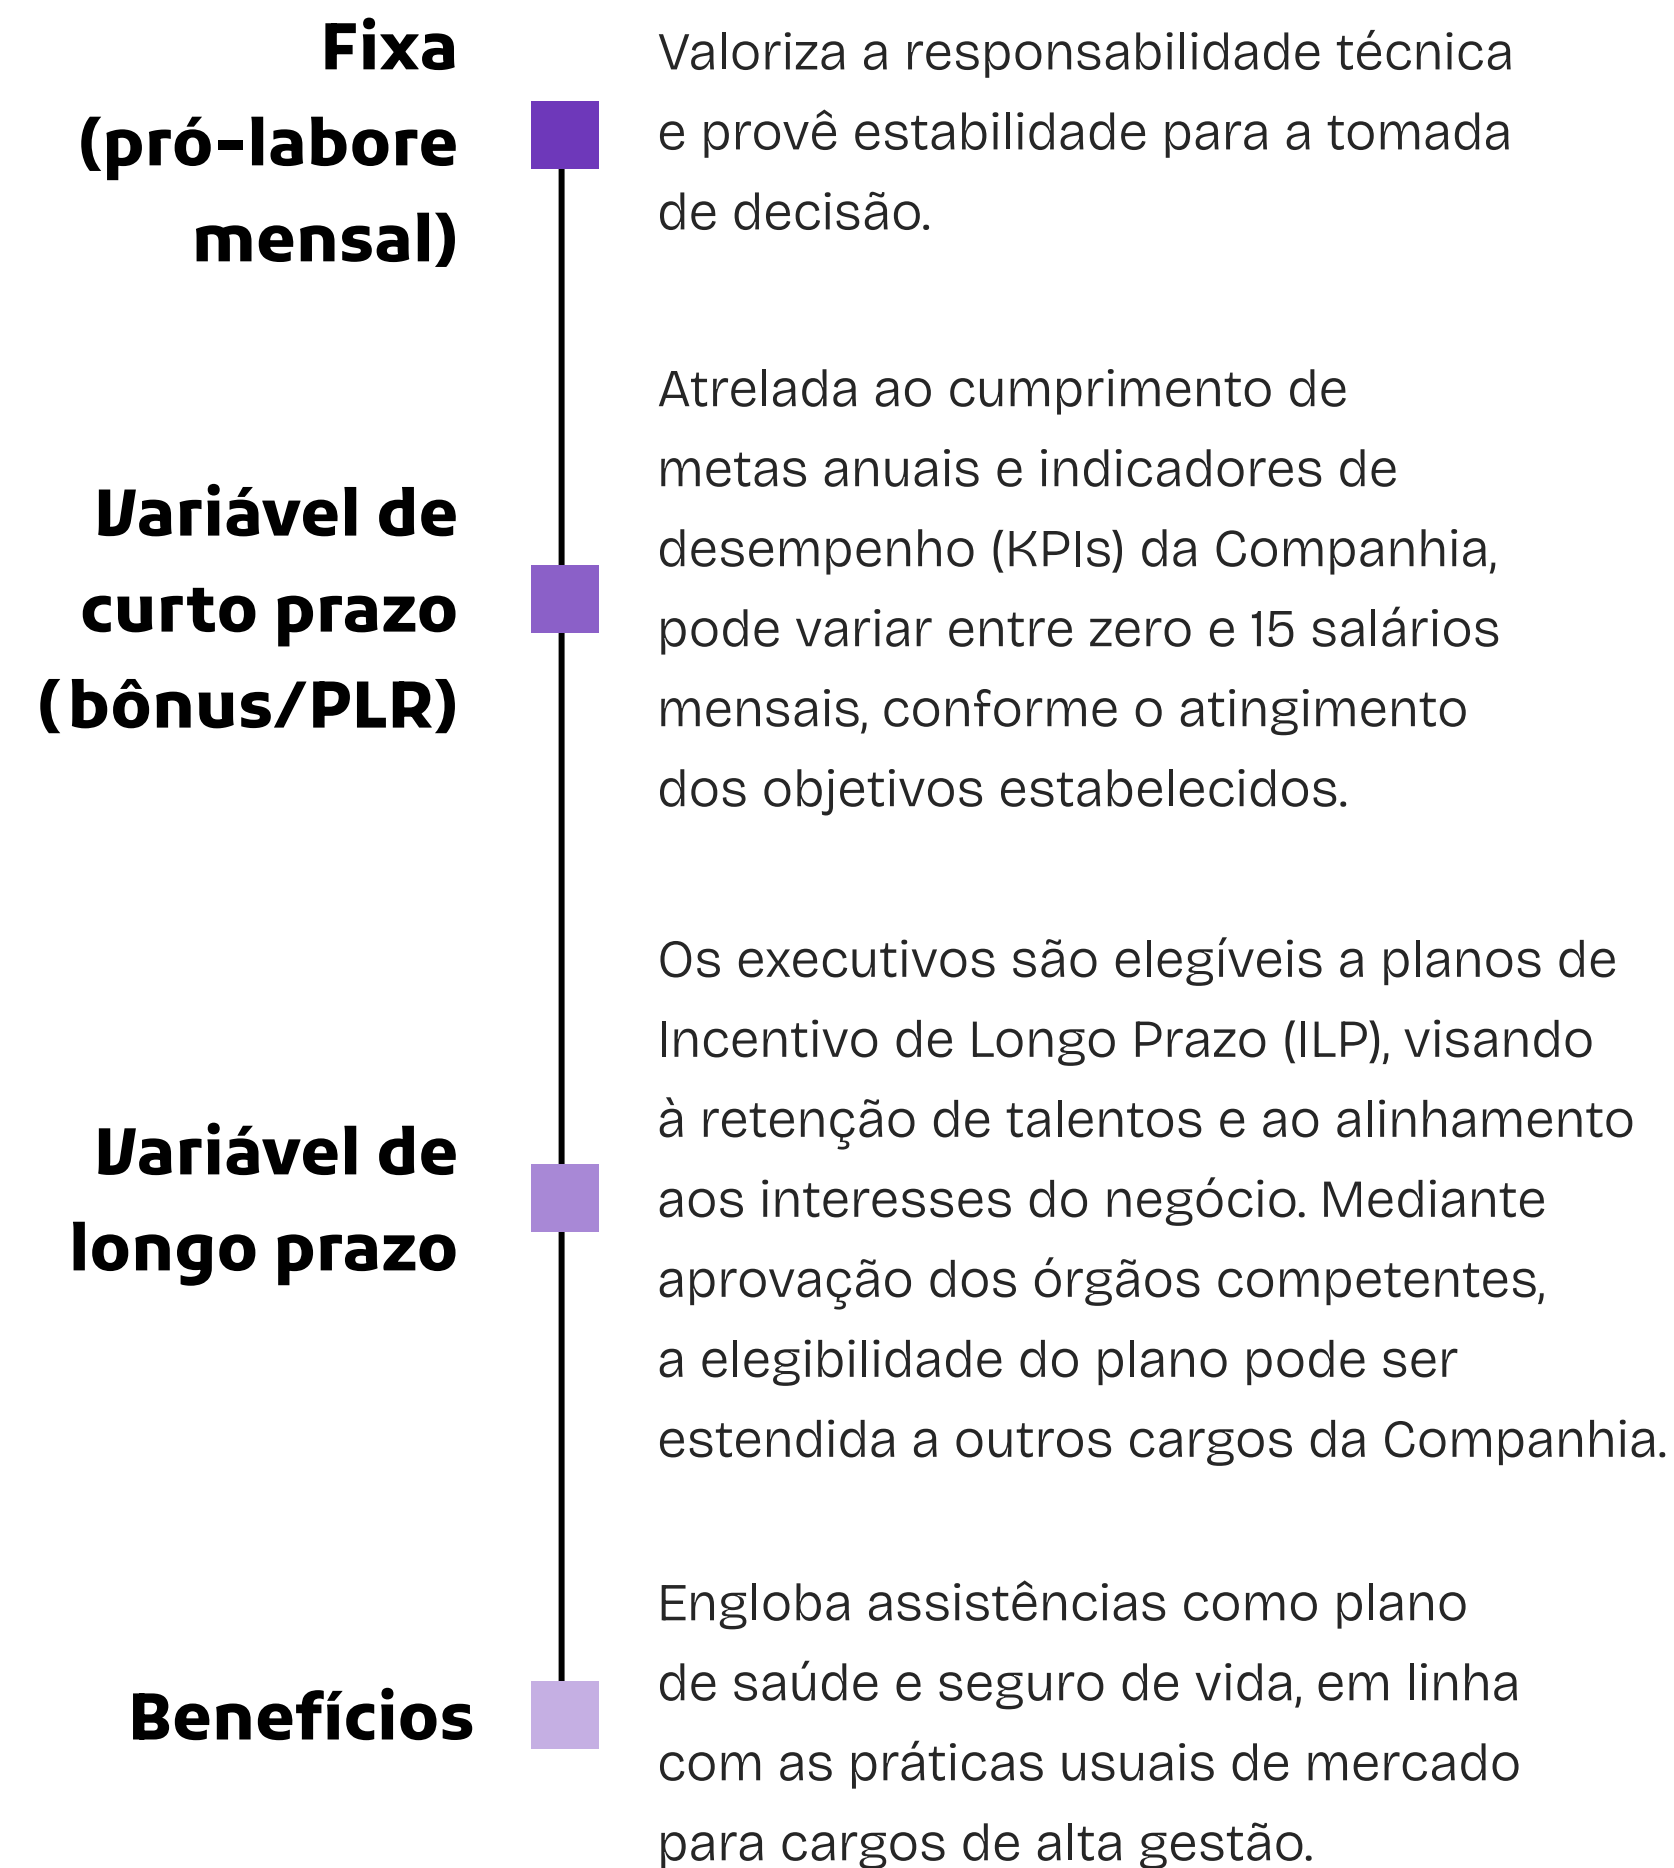 Fixa
(pró-labore
mensal)
Valoriza a responsabilidade técnica
e provê estabilidade para a tomada
de decisão.
Variável de
curto prazo
(bônus/PLR)
Atrelada ao cumprimento de
metas anuais e indicadores de
desempenho (KPIs) da Companhia,
pode variar entre zero e 15 salários
mensais, conforme o atingimento
dos objetivos estabelecidos.
Variável de
longo prazo
Os executivos são elegíveis a planos de
Incentivo de Longo Prazo (ILP), visando
à retenção de talentos e ao alinhamento
aos interesses do negócio. Mediante
aprovação dos órgãos competentes,
a elegibilidade do plano pode ser
estendida a outros cargos da Companhia.
Benefícios
Engloba assistências como plano
de saúde e seguro de vida, em linha
com as práticas usuais de mercado
para cargos de alta gestão.